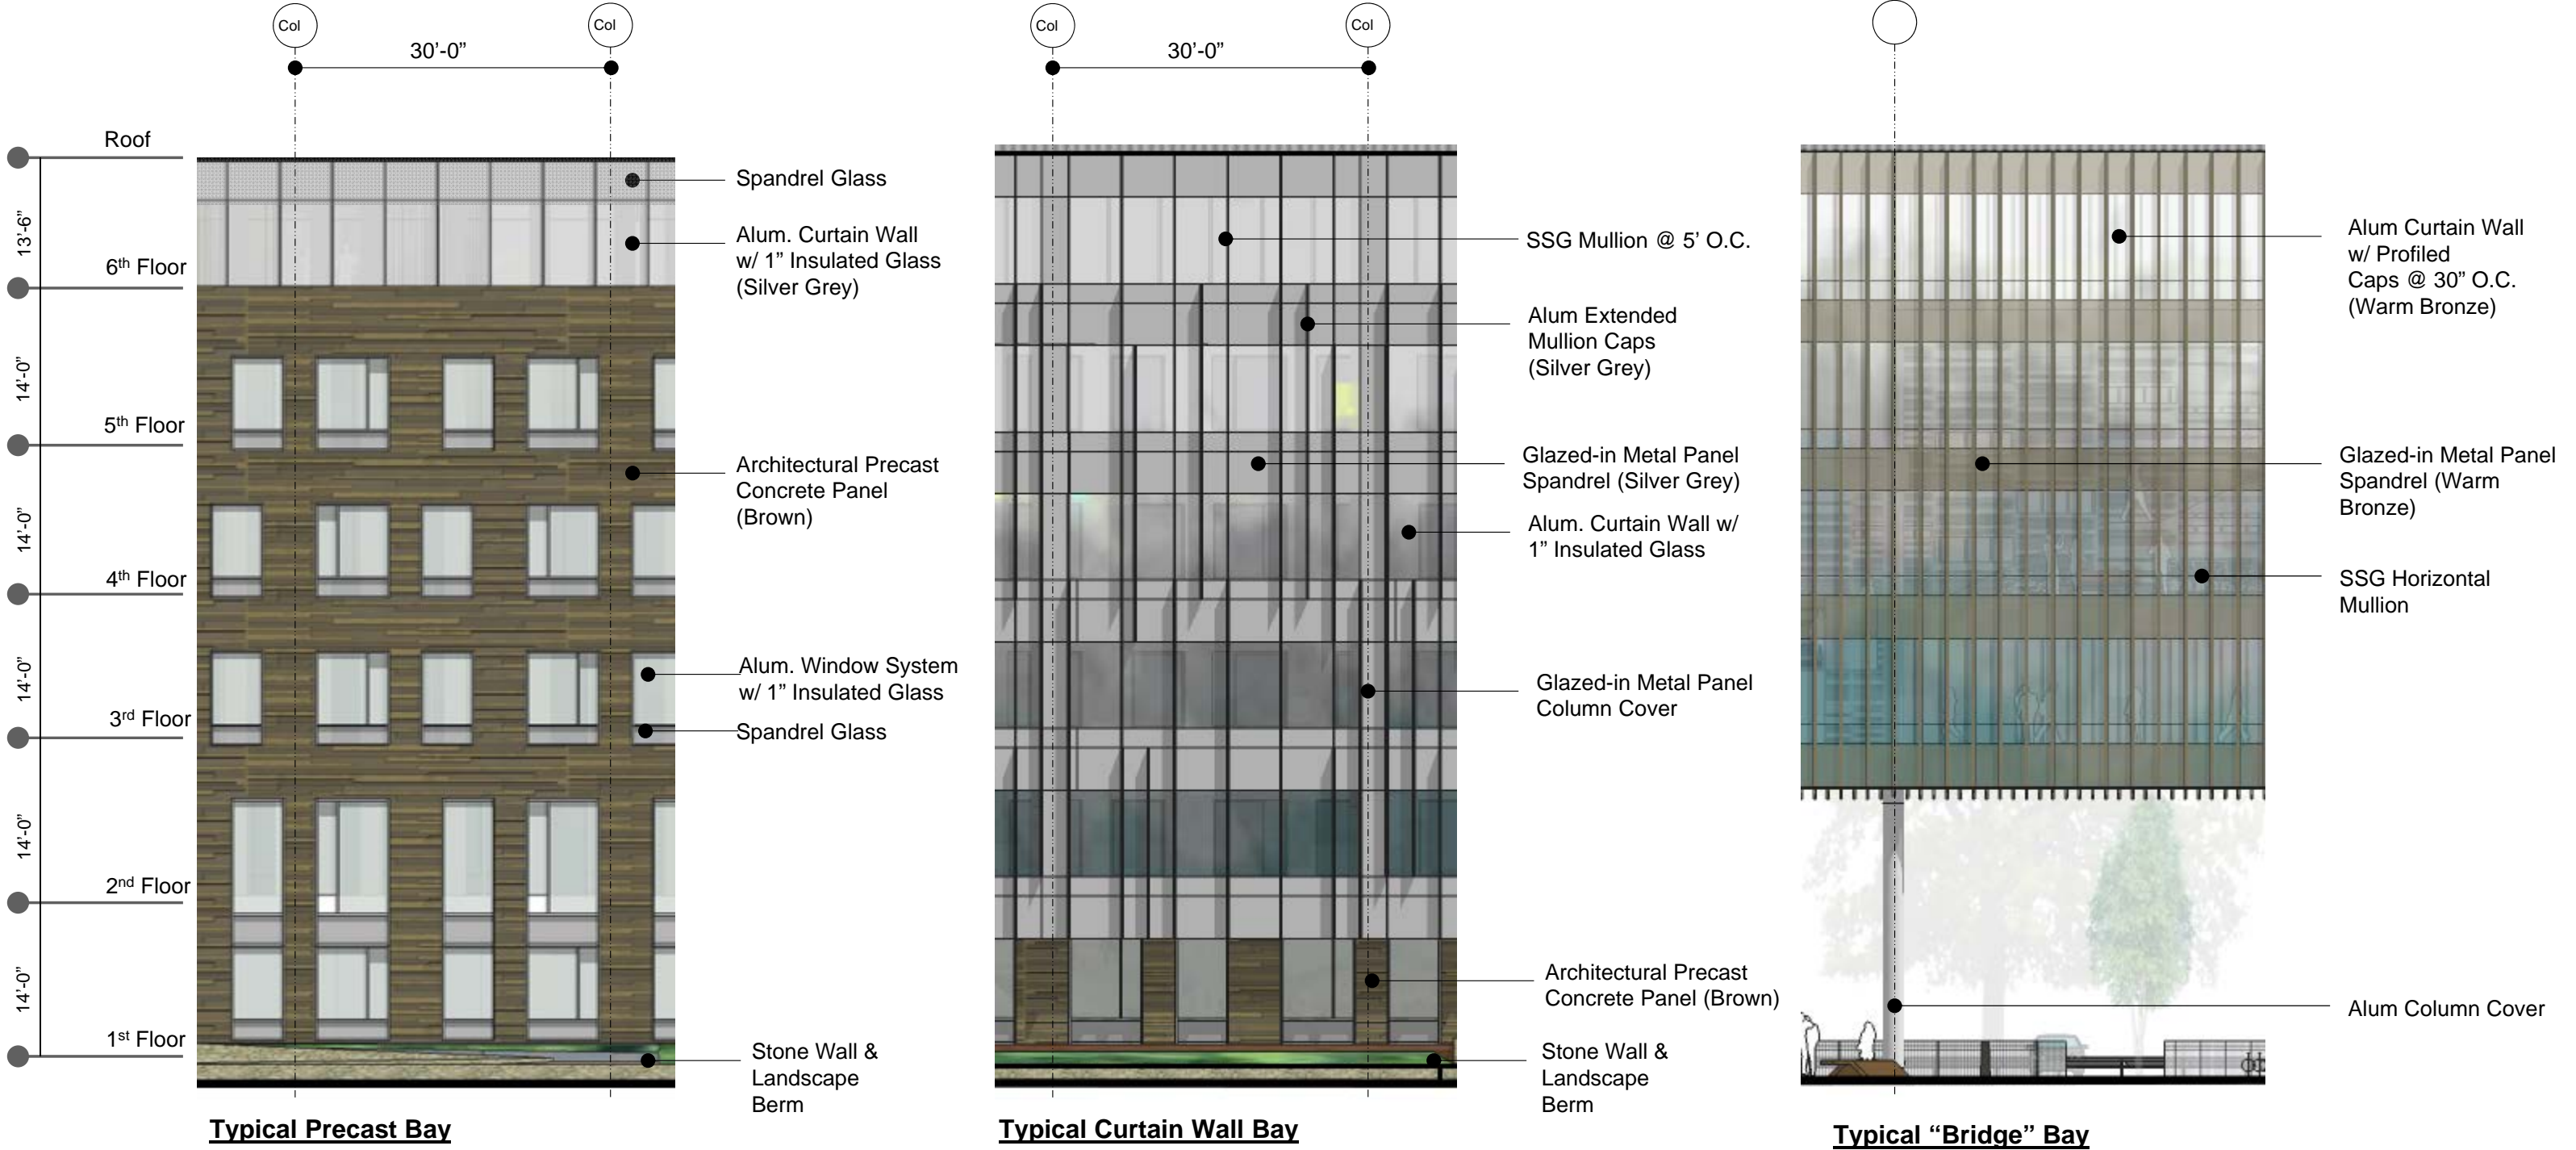 Col
Col
30’-0”
Roof
13’-6”
6th Floor
14’-0”
5th Floor
14’-0”
4th Floor
14’-0”
3rd Floor
14’-0”
2nd Floor
14’-0”
1st Floor
Spandrel Glass
Alum. Curtain Wall
w/ 1” Insulated Glass
(Silver Grey)
Architectural Precast
Concrete Panel
(Brown)
Alum. Window System
w/ 1” Insulated Glass
Spandrel Glass
Stone Wall &
Landscape
Berm
Typical Precast Bay
Col
Col
30’-0”
SSG Mullion @ 5’ O.C.
Alum Extended
Mullion Caps
(Silver Grey)
Glazed-in Metal Panel
Spandrel (Silver Grey)
Alum. Curtain Wall w/
1” Insulated Glass
Glazed-in Metal Panel
Column Cover
Architectural Precast
Concrete Panel (Brown)
Stone Wall &
Landscape
Berm
Typical Curtain Wall Bay
Alum Curtain Wall
w/ Profiled
Caps @ 30” O.C.
(Warm Bronze)
Glazed-in Metal Panel
Spandrel (Warm
Bronze)
SSG Horizontal
Mullion
Alum Column Cover
Typical “Bridge” Bay